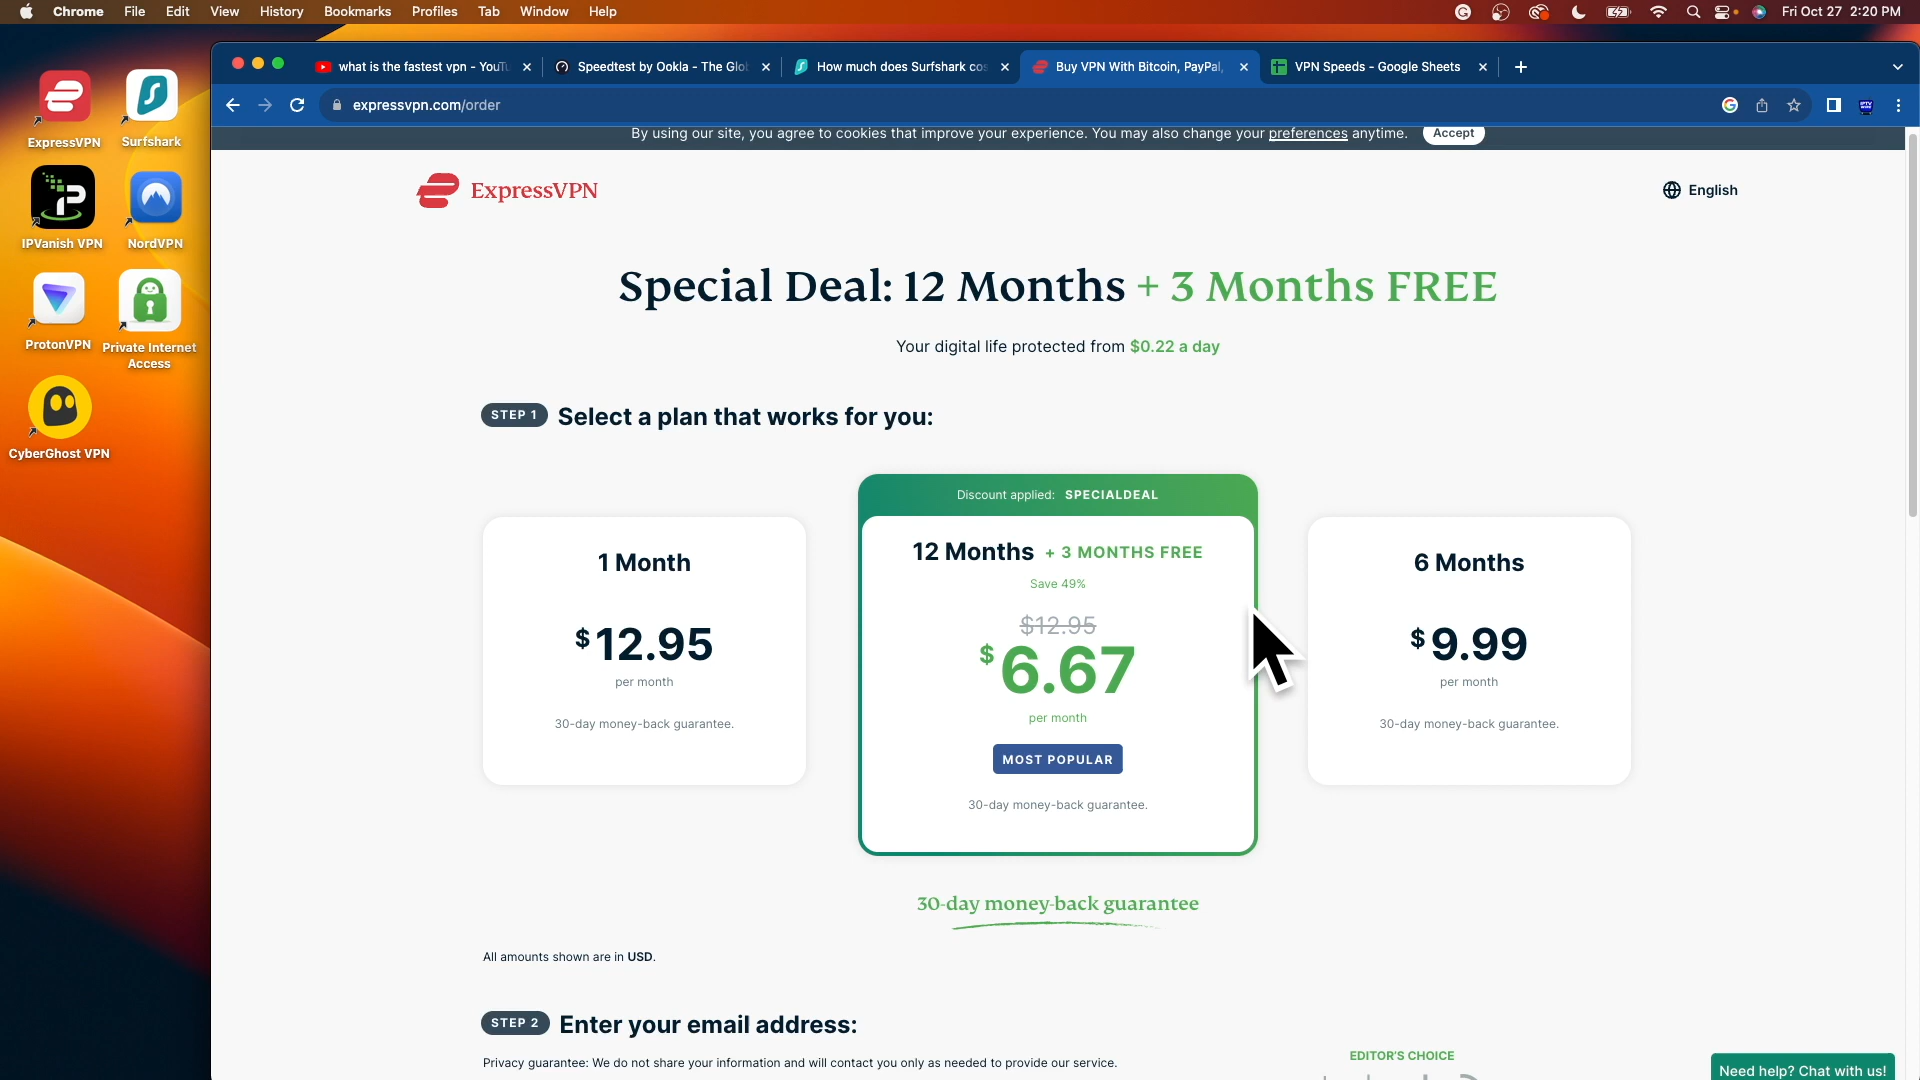 Chrome File Edit View History Bookmarks Profiles Tab Window Help
Fri Oct 27 2:20 PM
what is the fastest vpn - YouTu
Speedtest by Ookla - The Glo
How much does Surfshark cos
Buy VPN With Bitcoin, PayPal,
VPN Speeds - Google Sheets
expressvpn.com/order
ExpressVPN
Surfshark
IPVanish VPN
NordVPN
ProtonVPN
Private Internet
Access
CyberGhost VPN
By using our site, you agree to cookies that improve your experience. You may also change your preferences anytime.
Accept
ExpressVPN
English
Special Deal: 12 Months + 3 Months FREE
Your digital life protected from $0.22 a day
STEP 1 Select a plan that works for you:
1 Month
$12.95
per month
30-day money-back guarantee.
Discount applied: SPECIALDEAL
12 Months + 3 MONTHS FREE
Save 49%
$12.95
$6.67
per month
MOST POPULAR
30-day money-back guarantee.
6 Months
$9.99
per month
30-day money-back guarantee.
30-day money-back guarantee
All amounts shown are in USD.
STEP 2 Enter your email address:
Privacy guarantee: We do not share your information and will contact you only as needed to provide our service.
EDITOR'S CHOICE
Need help? Chat with us!